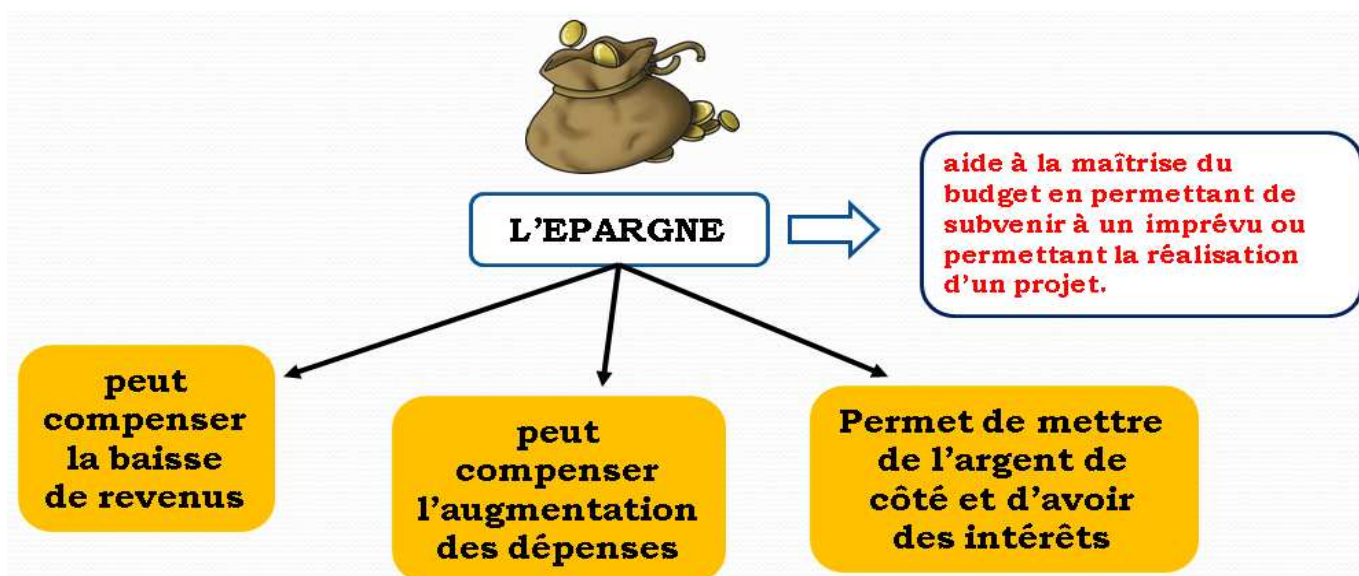 L'EPARGNE
aide à la maîtrise du
budget en permettant de
subvenir à un imprévu ou
permettant la réalisation
d'un projet.
peut
compenser
la baisse
de revenus
peut
compenser
l'augmentation
des dépenses
Permet de mettre
de l'argent de
côté et d'avoir
des intérêts